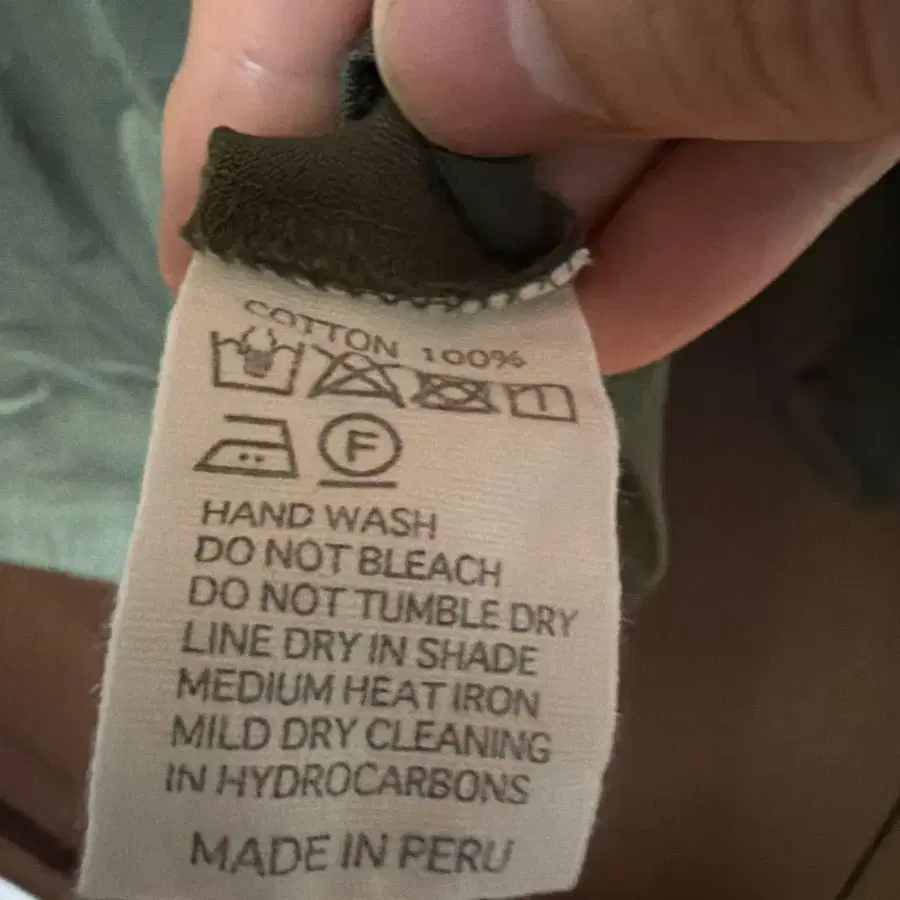 COTTON 100%
F
HAND WASH
DO NOT BLEACH
DO NOT TUMBLE DRY
LINE DRY IN SHADE
MEDIUM HEAT IRON
MILD DRY CLEANING
IN HYDROCARBONS
MADE IN PERU